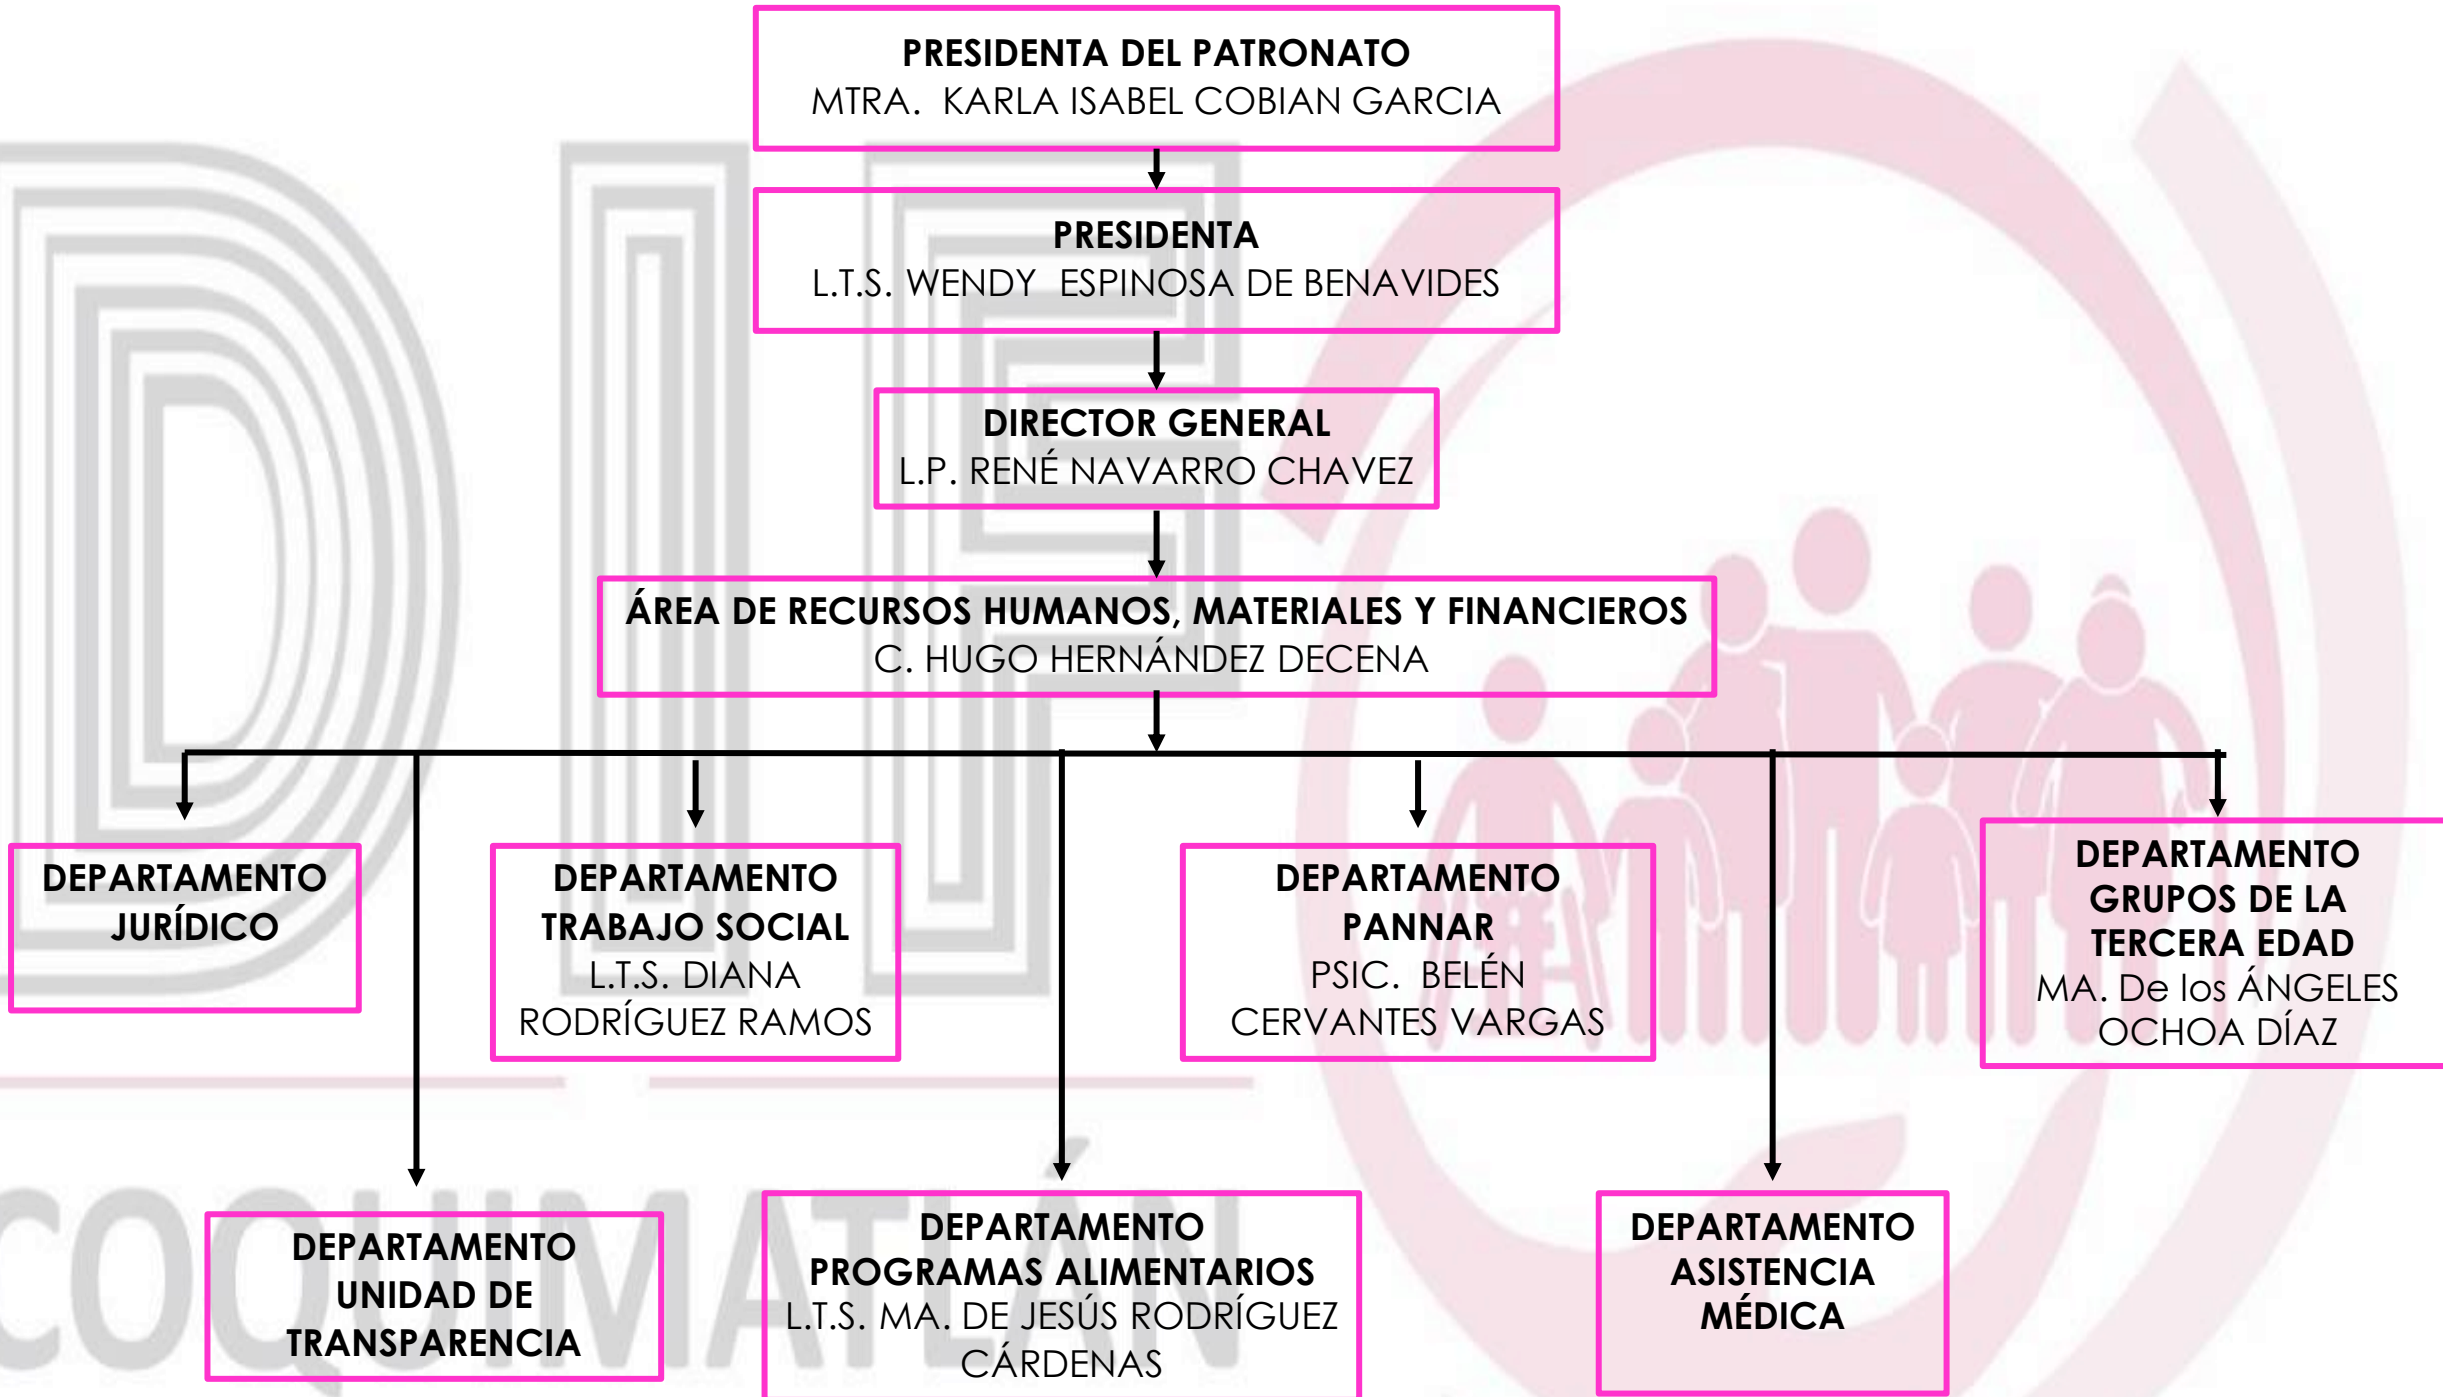 PRESIDENTA DEL PATRONATO
MTRA. KARLA ISABEL COBIAN GARCIA
PRESIDENTA
L.T.S. WENDY ESPINOSA DE BENAVIDES
DIRECTOR GENERAL
L.P. RENÉ NAVARRO CHAVEZ
ÁREA DE RECURSOS HUMANOS, MATERIALES Y FINANCIEROS
C. HUGO HERNÁNDEZ DECENA
DEPARTAMENTO
JURÍDICO
DEPARTAMENTO
TRABAJO SOCIAL
L.T.S. DIANA
RODRÍGUEZ RAMOS
DEPARTAMENTO
PANNAR
PSIC. BELÉN
CERVANTES VARGAS
DEPARTAMENTO
GRUPOS DE LA
TERCERA EDAD
MA. De los ÁNGELES
OCHOA DÍAZ
DEPARTAMENTO
UNIDAD DE
TRANSPARENCIA
DEPARTAMENTO
PROGRAMAS ALIMENTARIOS
L.T.S. MA. DE JESÚS RODRÍGUEZ
CÁRDENAS
DEPARTAMENTO
ASISTENCIA
MÉDICA
DIF
COQUIMATLÁN